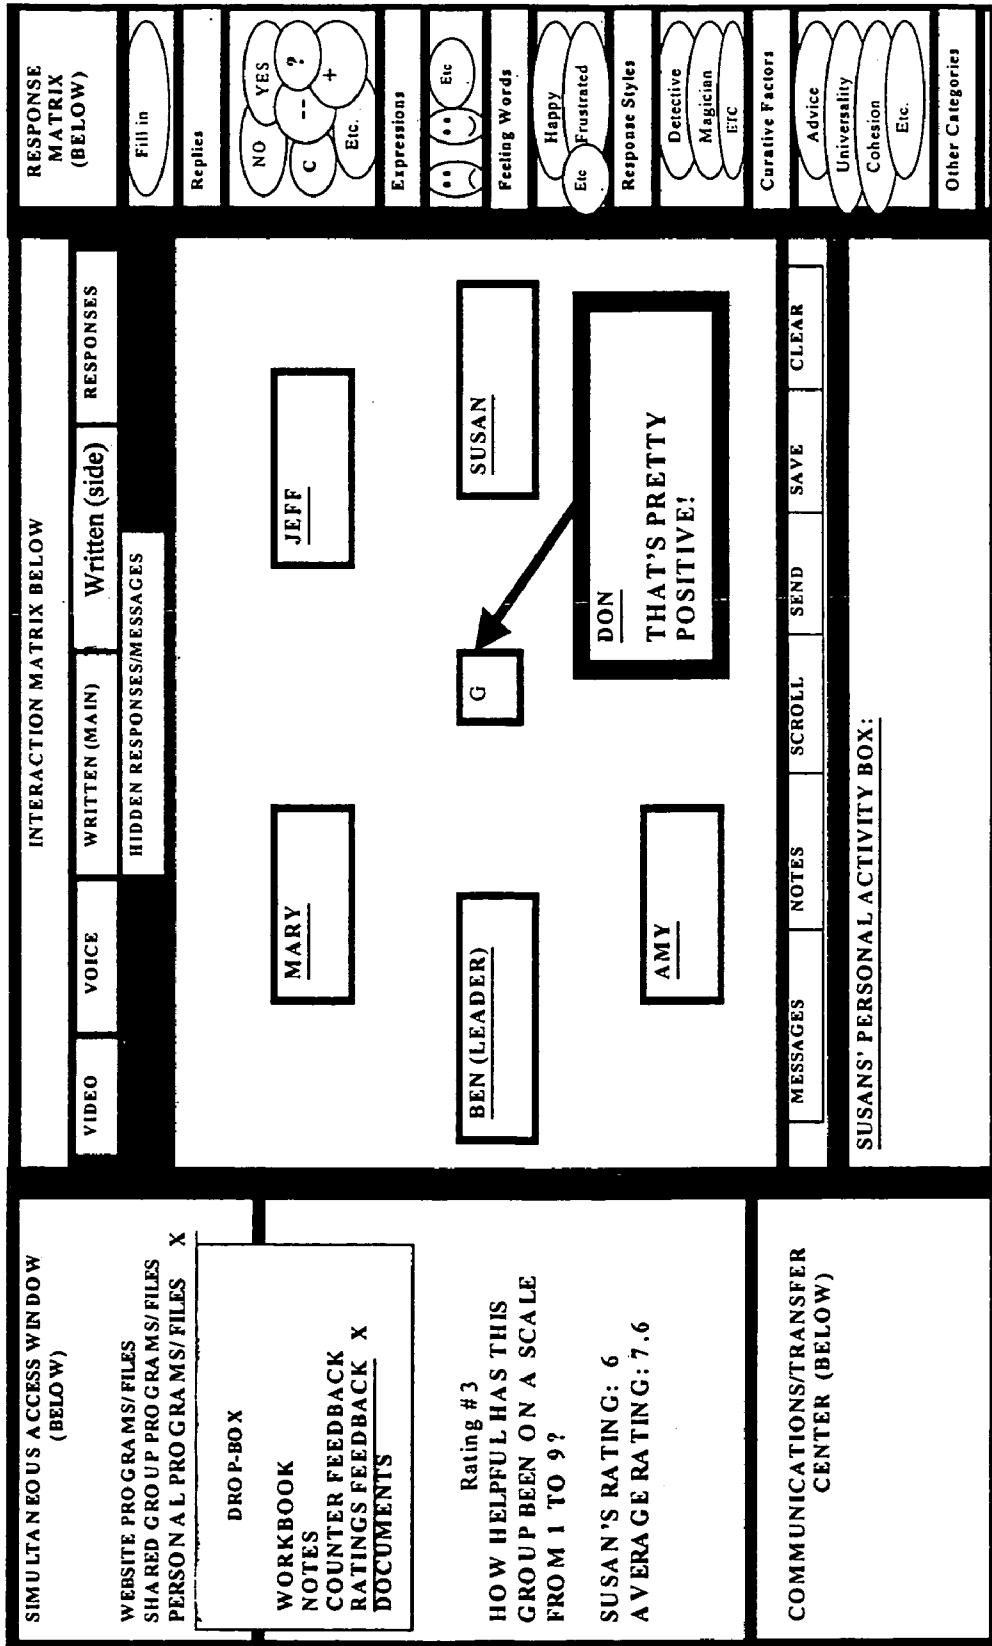 SIMULTANEOUS ACCESS WINDOW
(BELOW)
WEBSITE PROGRAMS/FILES
SHARED GROUP PROGRAMS/FILES
PERSONAL PROGRAMS/FILES X
DROP-BOX
WORKBOOK
NOTES
COUNTER FEEDBACK
RATINGS FEEDBACK X
DOCUMENTS
Rating #3
HOW HELPFUL HAS THIS
GROUP BEEN ON A SCALE
FROM 1 TO 9?
SUSAN'S RATING: 6
AVERAGE RATING: 7.6
COMMUNICATIONS/TRANSFER
CENTER (BELOW)
INTERACTION MATRIX BELOW
VIDEO
VOICE
WRITTEN (MAIN)
Written (side)
RESPONSES
HIDDEN RESPONSES/MESSAGES
MARY
JEFF
BEN (LEADER)
G
SUSAN
AMY
DON
THAT'S PRETTY
POSITIVE!
MESSAGES
NOTES
SCROLL
SEND
SAVE
CLEAR
SUSANS' PERSONAL ACTIVITY BOX:
RESPONSE
MATRIX
(BELOW)
Fill in
Replies
NO
YES
C
--
?
+
Etc.
Expressions
Etc
Feeling Words
Happy
Frustrated
Etc
Response Styles
Detective
Magician
ETC
Curative Factors
Advice
Universality
Cohesion
Etc.
Other Categories